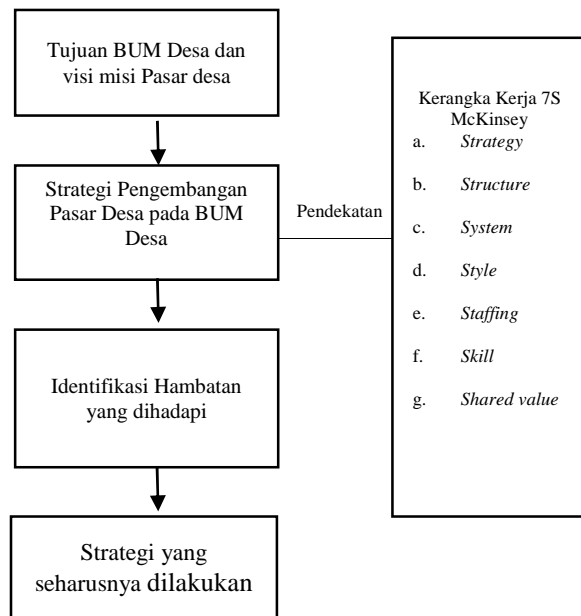 Tujuan BUM Desa dan
visi misi Pasar desa
Strategi Pengembangan
Pasar Desa pada BUM
Desa
Pendekatan
Kerangka Kerja 7S
McKinsey
a. Strategy
b. Structure
c. System
d. Style
e. Staffing
f. Skill
g. Shared value
Identifikasi Hambatan
yang dihadapi
Strategi yang
seharusnya dilakukan